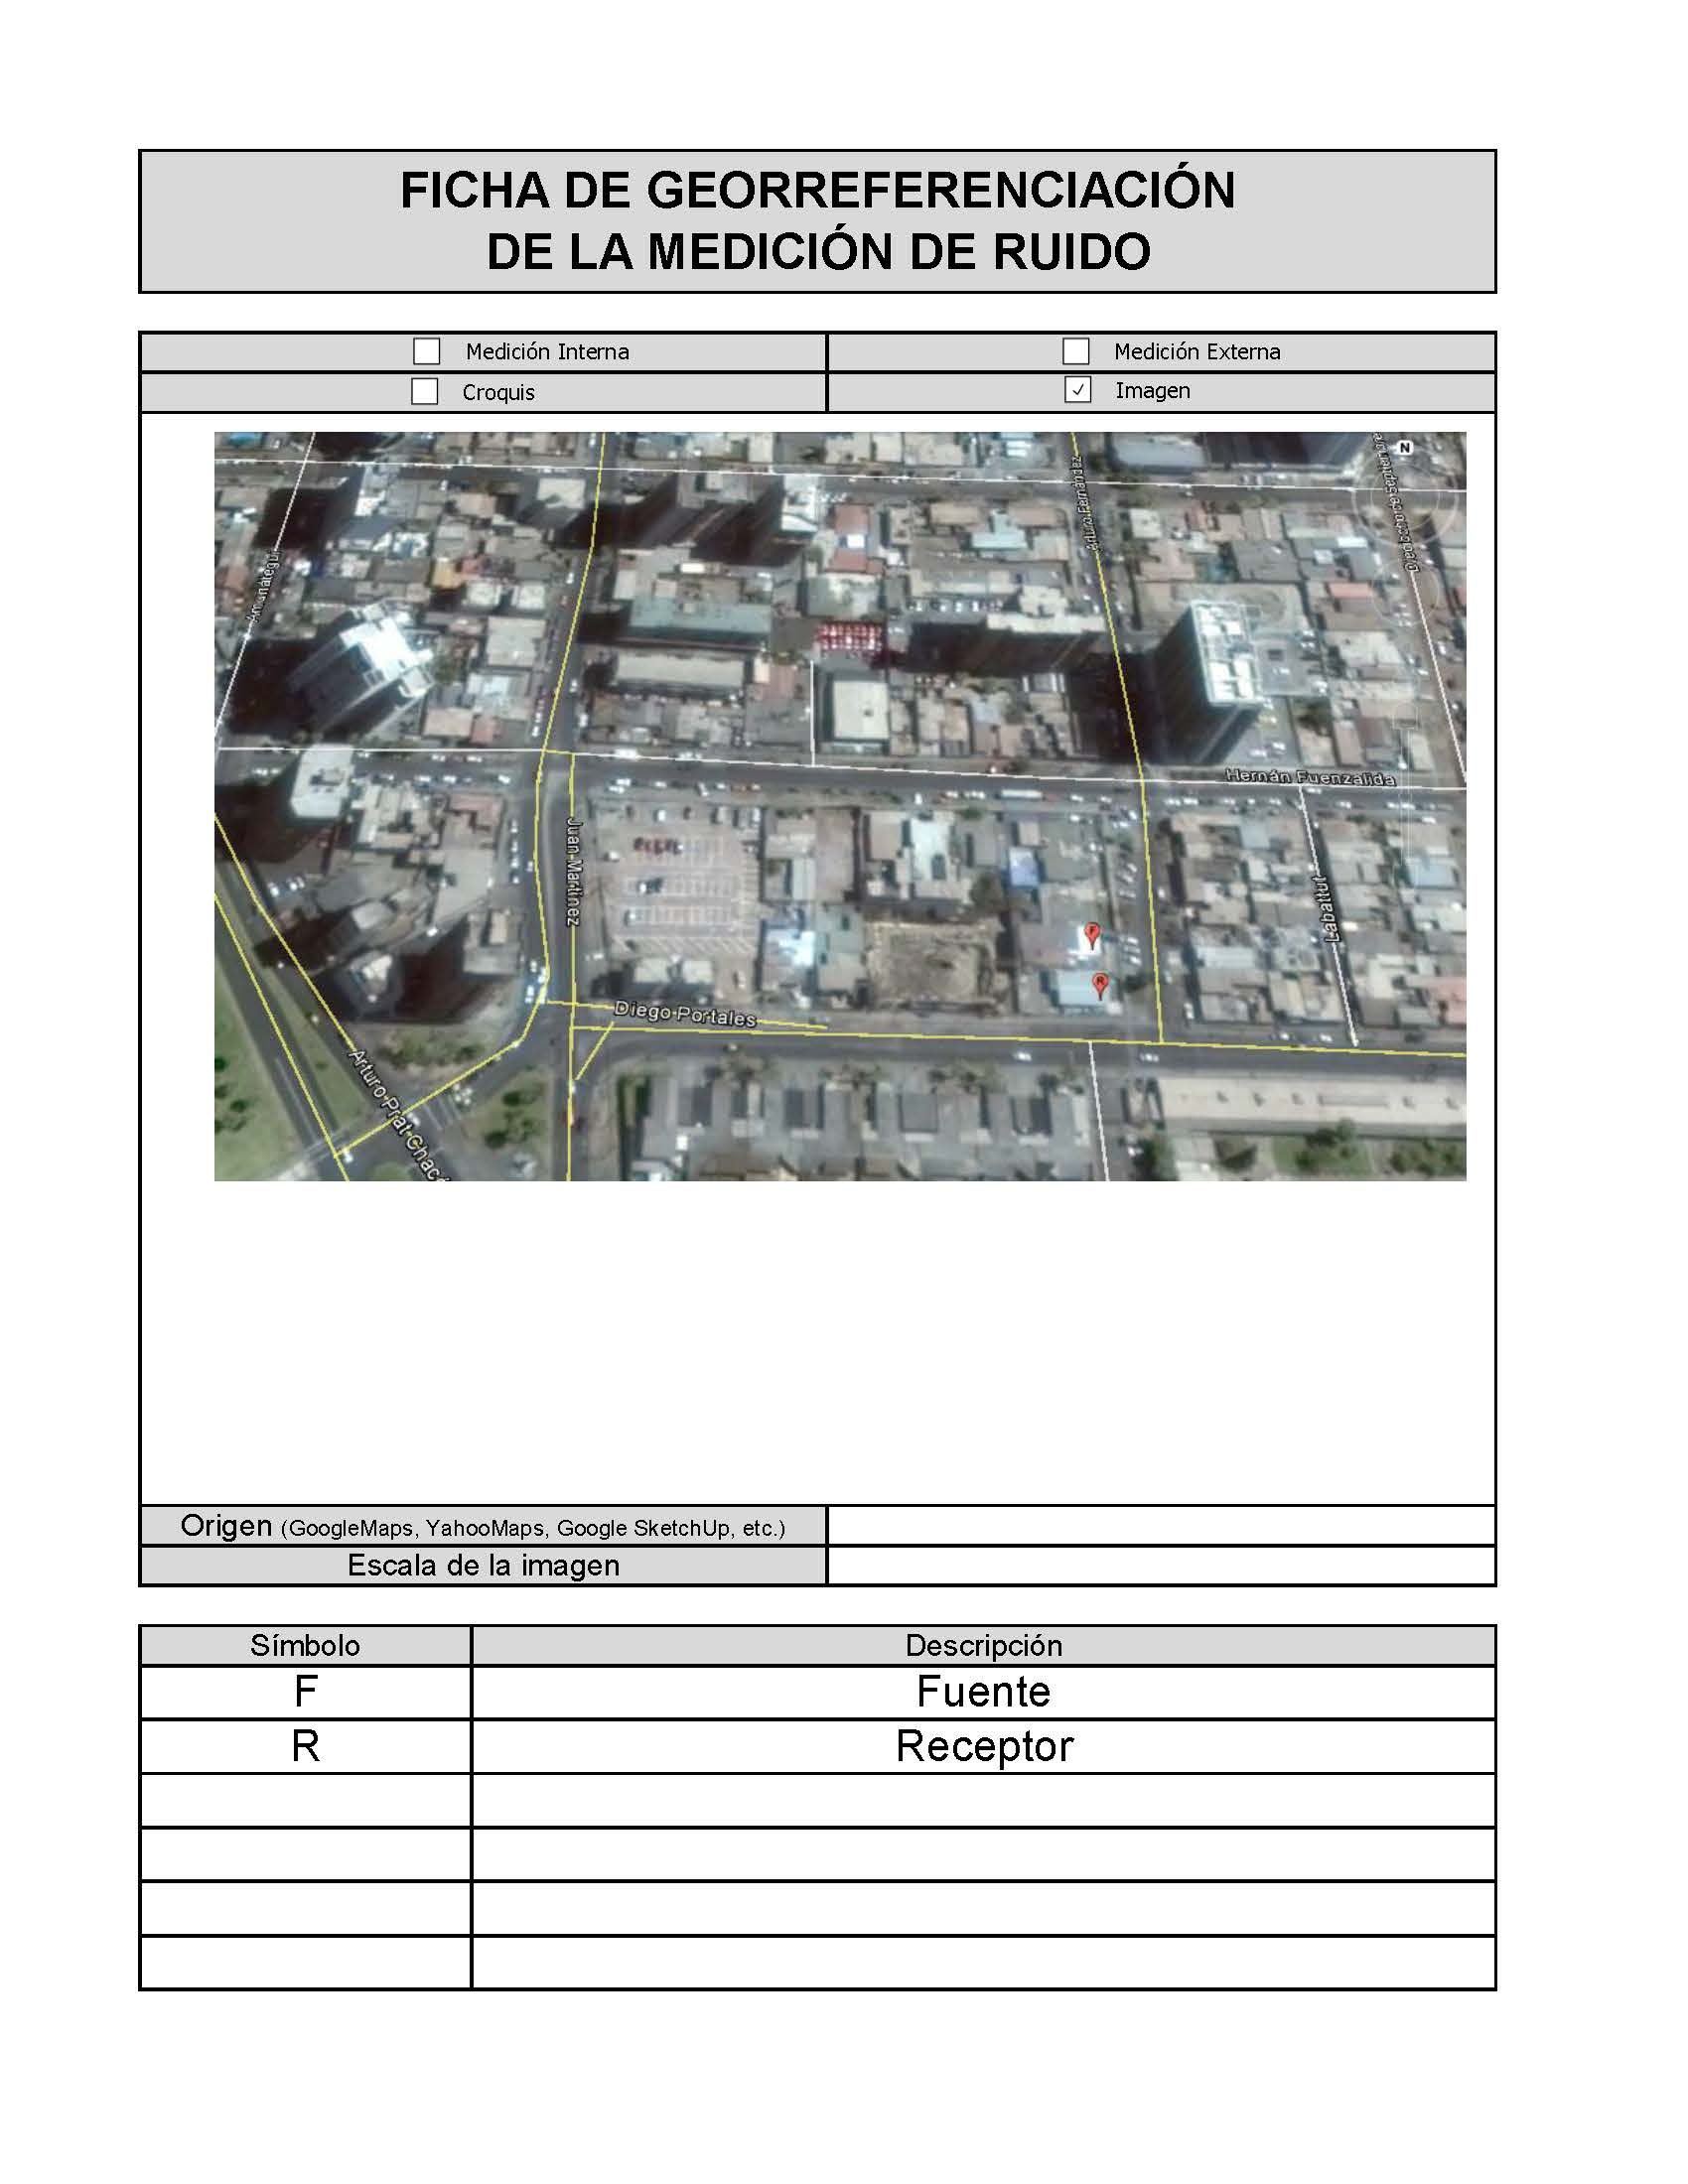 FICHA DE GEORREFERENCIACIÓN
DE LA MEDICIÓN DE RUIDO
Medición Interna
Medición Externa
Croquis
Imagen
N
Arturo Fernández
Juan Martínez
Hernán Fuenzalida
Labattut
F
R
Diego Portales
Arturo Prat
Origen (GoogleMaps, YahooMaps, Google SketchUp, etc.)
Escala de la imagen
Símbolo
Descripción
F
Fuente
R
Receptor